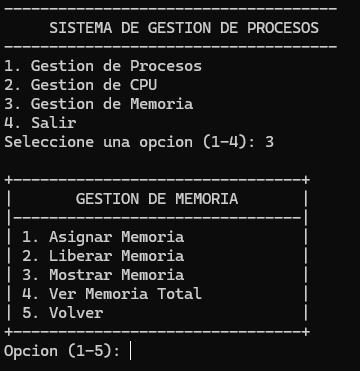 -------------------------------------
SISTEMA DE GESTION DE PROCESOS
-------------------------------------
1. Gestion de Procesos
2. Gestion de CPU
3. Gestion de Memoria
4. Salir
Seleccione una opcion (1-4): 3
+--------------------------------+
| GESTION DE MEMORIA |
|--------------------------------|
| 1. Asignar Memoria |
| 2. Liberar Memoria |
| 3. Mostrar Memoria |
| 4. Ver Memoria Total |
| 5. Volver |
+--------------------------------+
Opcion (1-5):